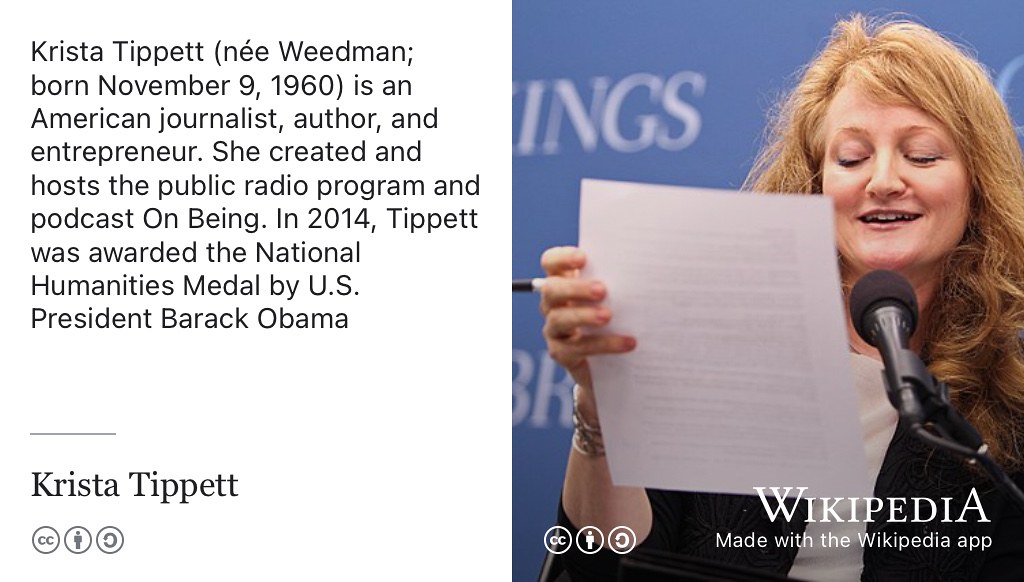 Krista Tippett (née Weedman;
born November 9, 1960) is an
American journalist, author, and
entrepreneur. She created and
hosts the public radio program and
podcast On Being. In 2014, Tippett
was awarded the National
Humanities Medal by U.S.
President Barack Obama
Krista Tippett
cc
INGS
BR
cc
WIKIPEDIA
Made with the Wikipedia app